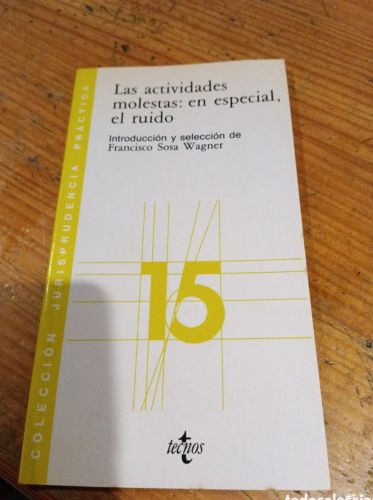 Las actividades
molestas: en especial,
el ruido
Introducción y selección de
Francisco Sosa Wagner
COLECCIÓN JURISPRUDENCIA PRÁCTICA
15
tecnos